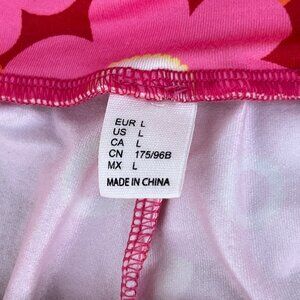 EUR L
US L
CA L
CN 175/96B
MX L
MADE IN CHINA